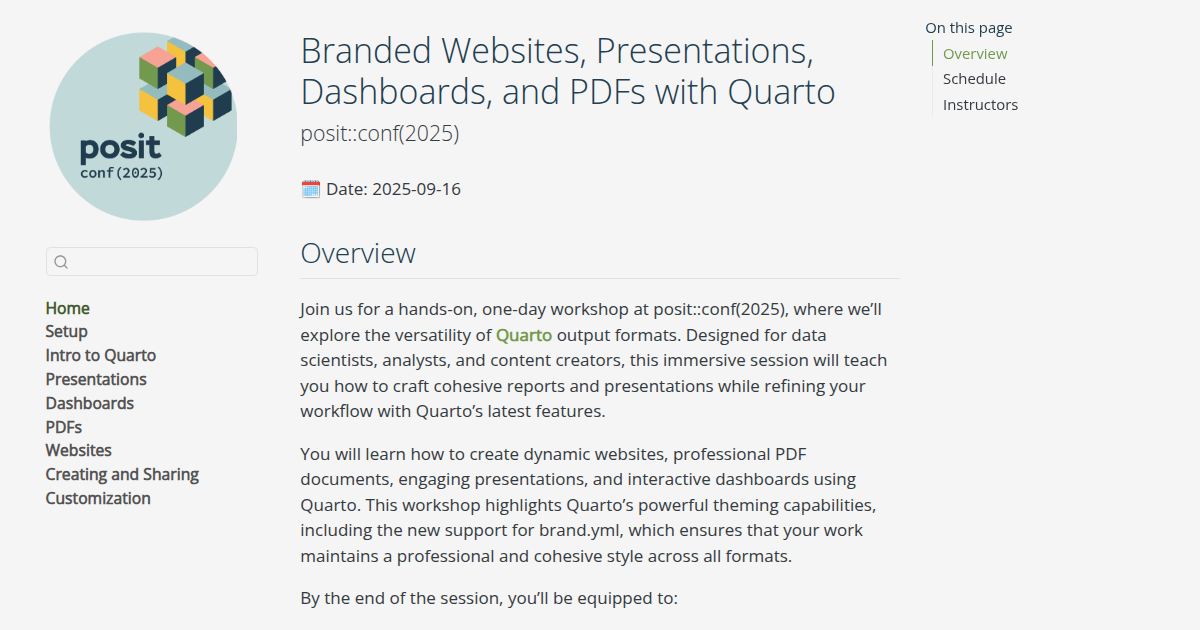 posit
conf(2025)
Home
Setup
Intro to Quarto
Presentations
Dashboards
PDFs
Websites
Creating and Sharing
Customization
Branded Websites, Presentations,
Dashboards, and PDFs with Quarto
posit::conf(2025)
🗓️ Date: 2025-09-16
Overview
Join us for a hands-on, one-day workshop at posit::conf(2025), where we’ll
explore the versatility of Quarto output formats. Designed for data
scientists, analysts, and content creators, this immersive session will teach
you how to craft cohesive reports and presentations while refining your
workflow with Quarto’s latest features.
You will learn how to create dynamic websites, professional PDF
documents, engaging presentations, and interactive dashboards using
Quarto. This workshop highlights Quarto’s powerful theming capabilities,
including the new support for brand.yml, which ensures that your work
maintains a professional and cohesive style across all formats.
By the end of the session, you’ll be equipped to:
On this page
Overview
Schedule
Instructors